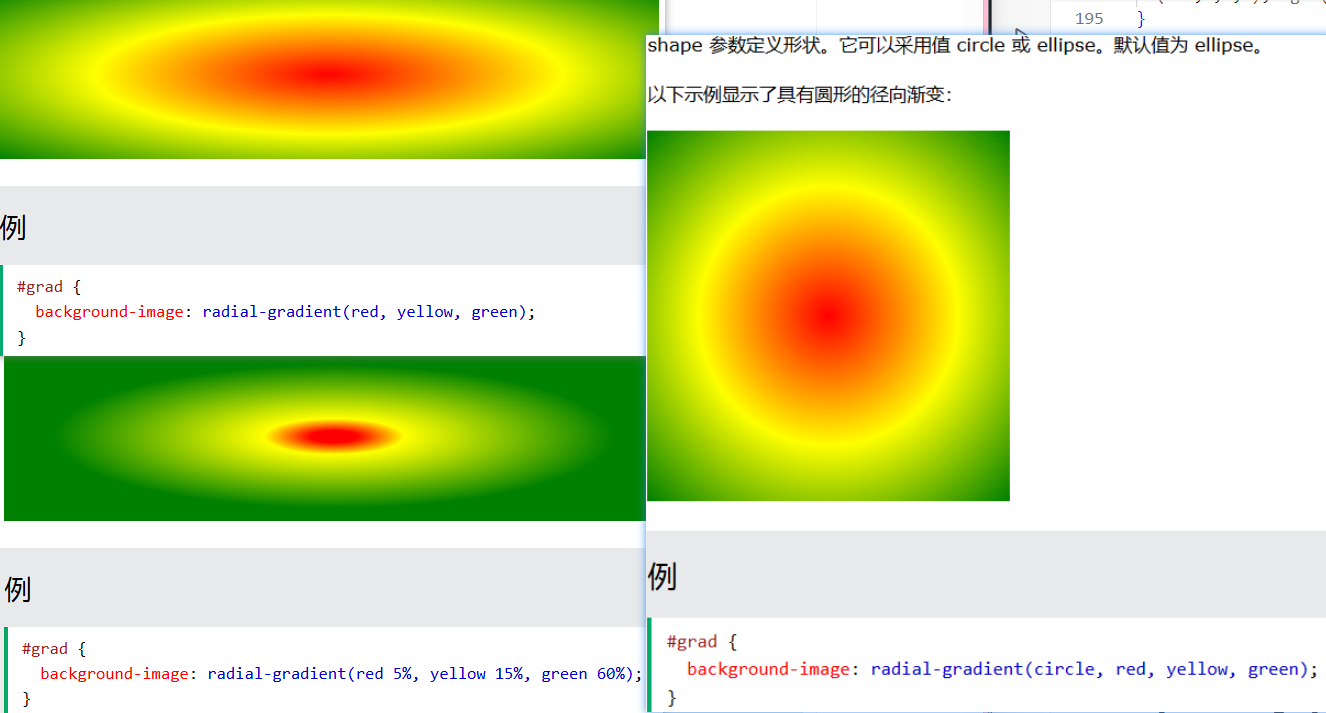 例
#grad {
background-image: radial-gradient(red, yellow, green);
}
例
#grad {
background-image: radial-gradient(red 5%, yellow 15%, green 60%);
}
195 }
shape 参数定义形状。它可以采用值 circle 或 ellipse。默认值为 ellipse。
以下示例显示了具有圆形的径向渐变：
例
#grad {
background-image: radial-gradient(circle, red, yellow, green);
}